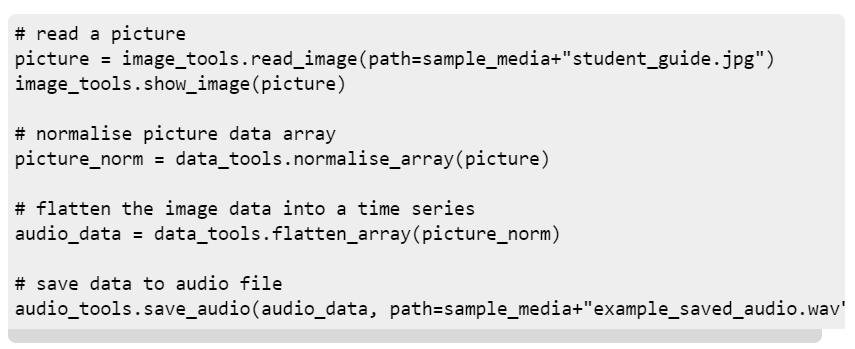 # read a picture
picture = image_tools.read_image(path=sample_media+"student_guide.jpg")
image_tools.show_image(picture)
# normalise picture data array
picture_norm = data_tools.normalise_array(picture)
# flatten the image data into a time series
audio_data = data_tools.flatten_array(picture_norm)
# save data to audio file
audio_tools.save_audio(audio_data, path=sample_media+"example_saved_audio.wav"